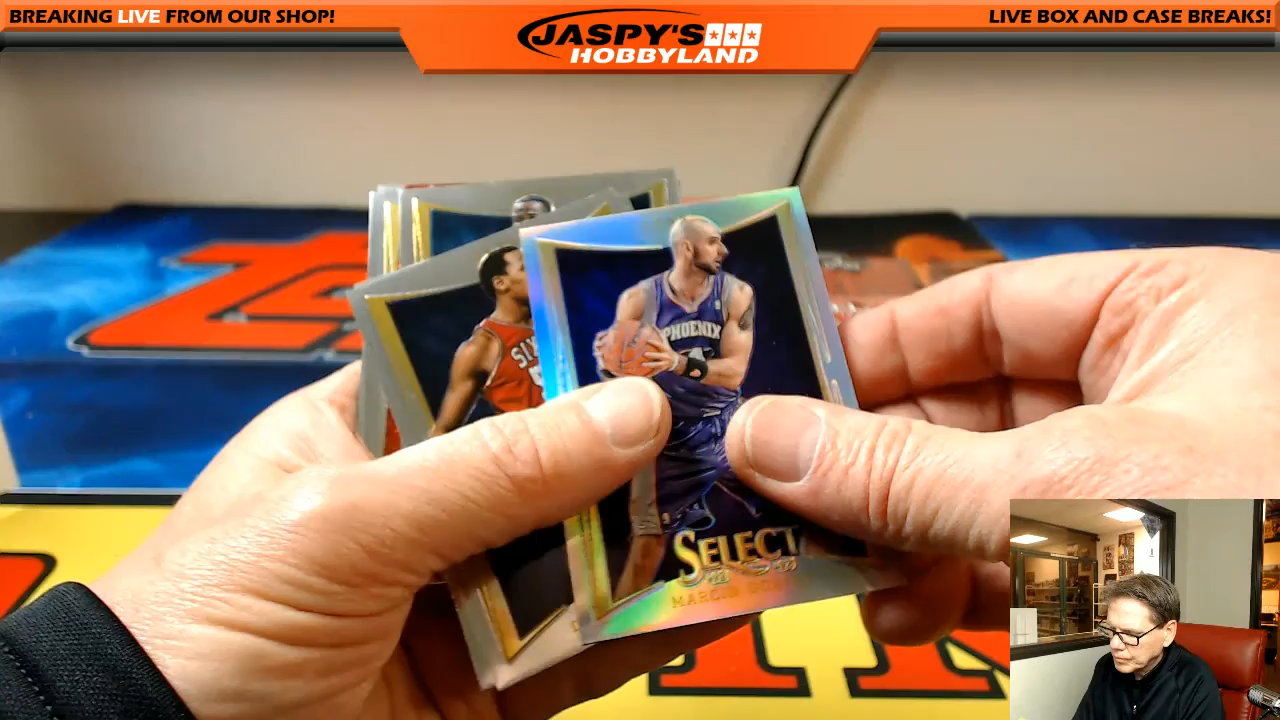 BREAKING LIVE FROM OUR SHOP!
JASPY'S
HOBBYLAND
LIVE BOX AND CASE BREAKS!
PHOENIX
SELECT
MARCIN